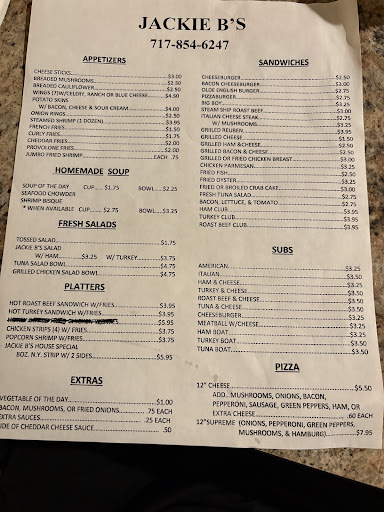 JACKIE B'S
717-854-6247
APPETIZERS
CHEESE STICKS $3.00
BREADED MUSHROOMS $2.50
BREADED CAULIFLOWER $2.50
WINGS (7)W/CELERY, RANCH OR BLUE CHEESE $4.50
POTATO SKINS
W/ BACON, CHEESE & SOUR CREAM $4.00
ONION RINGS $2.50
STEAMED SHRIMP (1 DOZEN) $3.95
FRENCH FRIES $1.50
CURLY FRIES $1.75
CHEDDAR FRIES $2.00
PROVOLONE FRIES $2.00
JUMBO FRIED SHRIMP EACH .75
HOMEMADE SOUP
SOUP OF THE DAY CUP $1.75 BOWL $2.25
SEAFOOD CHOWDER
SHRIMP BISQUE
* WHEN AVAILABLE CUP $2.75 BOWL $3.25
FRESH SALADS
TOSSED SALAD $1.75
JACKIE B'S SALAD
W/ HAM $3.25 W/ TURKEY $3.75
TUNA SALAD BOWL $4.75
GRILLED CHICKEN SALAD BOWL $4.75
PLATTERS
HOT ROAST BEEF SANDWICH W/FRIES $3.95
HOT TURKEY SANDWICH W/FRIES $3.95
$5.95
CHICKEN STRIPS (4) W/ FRIES $3.75
POPCORN SHRIMP W/FRIES $3.75
JACKIE B'S HOUSE SPECIAL
8OZ. N.Y. STRIP W/ 2 SIDES $5.95
EXTRAS
VEGETABLE OF THE DAY $1.00
BACON, MUSHROOMS, OR FRIED ONIONS .75 EACH
EXTRA SAUCES .25 EACH
SIDE OF CHEDDAR CHEESE SAUCE .50
SANDWICHES
CHEESEBURGER $2.50
BACON CHEESEBURGER $3.00
OLDE ENGLISH BURGER $2.75
PIZZABURGER $2.75
BIG BOY $3.25
STEAM SHIP ROAST BEEF $3.00
ITALIAN CHEESE STEAK $2.75
W/ MUSHROOMS $3.25
GRILLED REUBEN $3.95
GRILLED CHEESE $1.75
GRILLED HAM &CHEESE $2.50
GRILLED BACON & CHEESE $2.50
GRILLED OR FRIED CHICKEN BREAST $3.00
CHICKEN PARMESAN $3.25
FRIED FISH $2.50
FRIED OYSTER $3.25
FRIED OR BROILED CRAB CAKE $3.00
FRESH TUNA SALAD $2.75
BACON, LETTUCE, & TOMATO $2.75
HAM CLUB $3.95
TURKEY CLUB $3.95
ROAST BEEF CLUB $3.95
SUBS
AMERICAN $3.25
ITALIAN $3.50
HAM & CHEESE $3.25
TURKEY & CHEESE $3.50
ROAST BEEF & CHEESE $3.50
TUNA & CHEESE $3.50
CHEESEBURGER $3.25
MEATBALL W/CHEESE $3.25
HAM BOAT $3.25
TURKEY BOAT $3.50
TUNA BOAT $3.50
PIZZA
12" CHEESE $5.50
ADD...MUSHROOMS, ONIONS, BACON,
PEPPERONI, SAUSAGE, GREEN PEPPERS, HAM, OR
EXTRA CHEESE .60 EACH
12"SUPREME (ONIONS, PEPPERONI, GREEN PEPPERS,
MUSHROOMS, & HAMBURG) $7.95